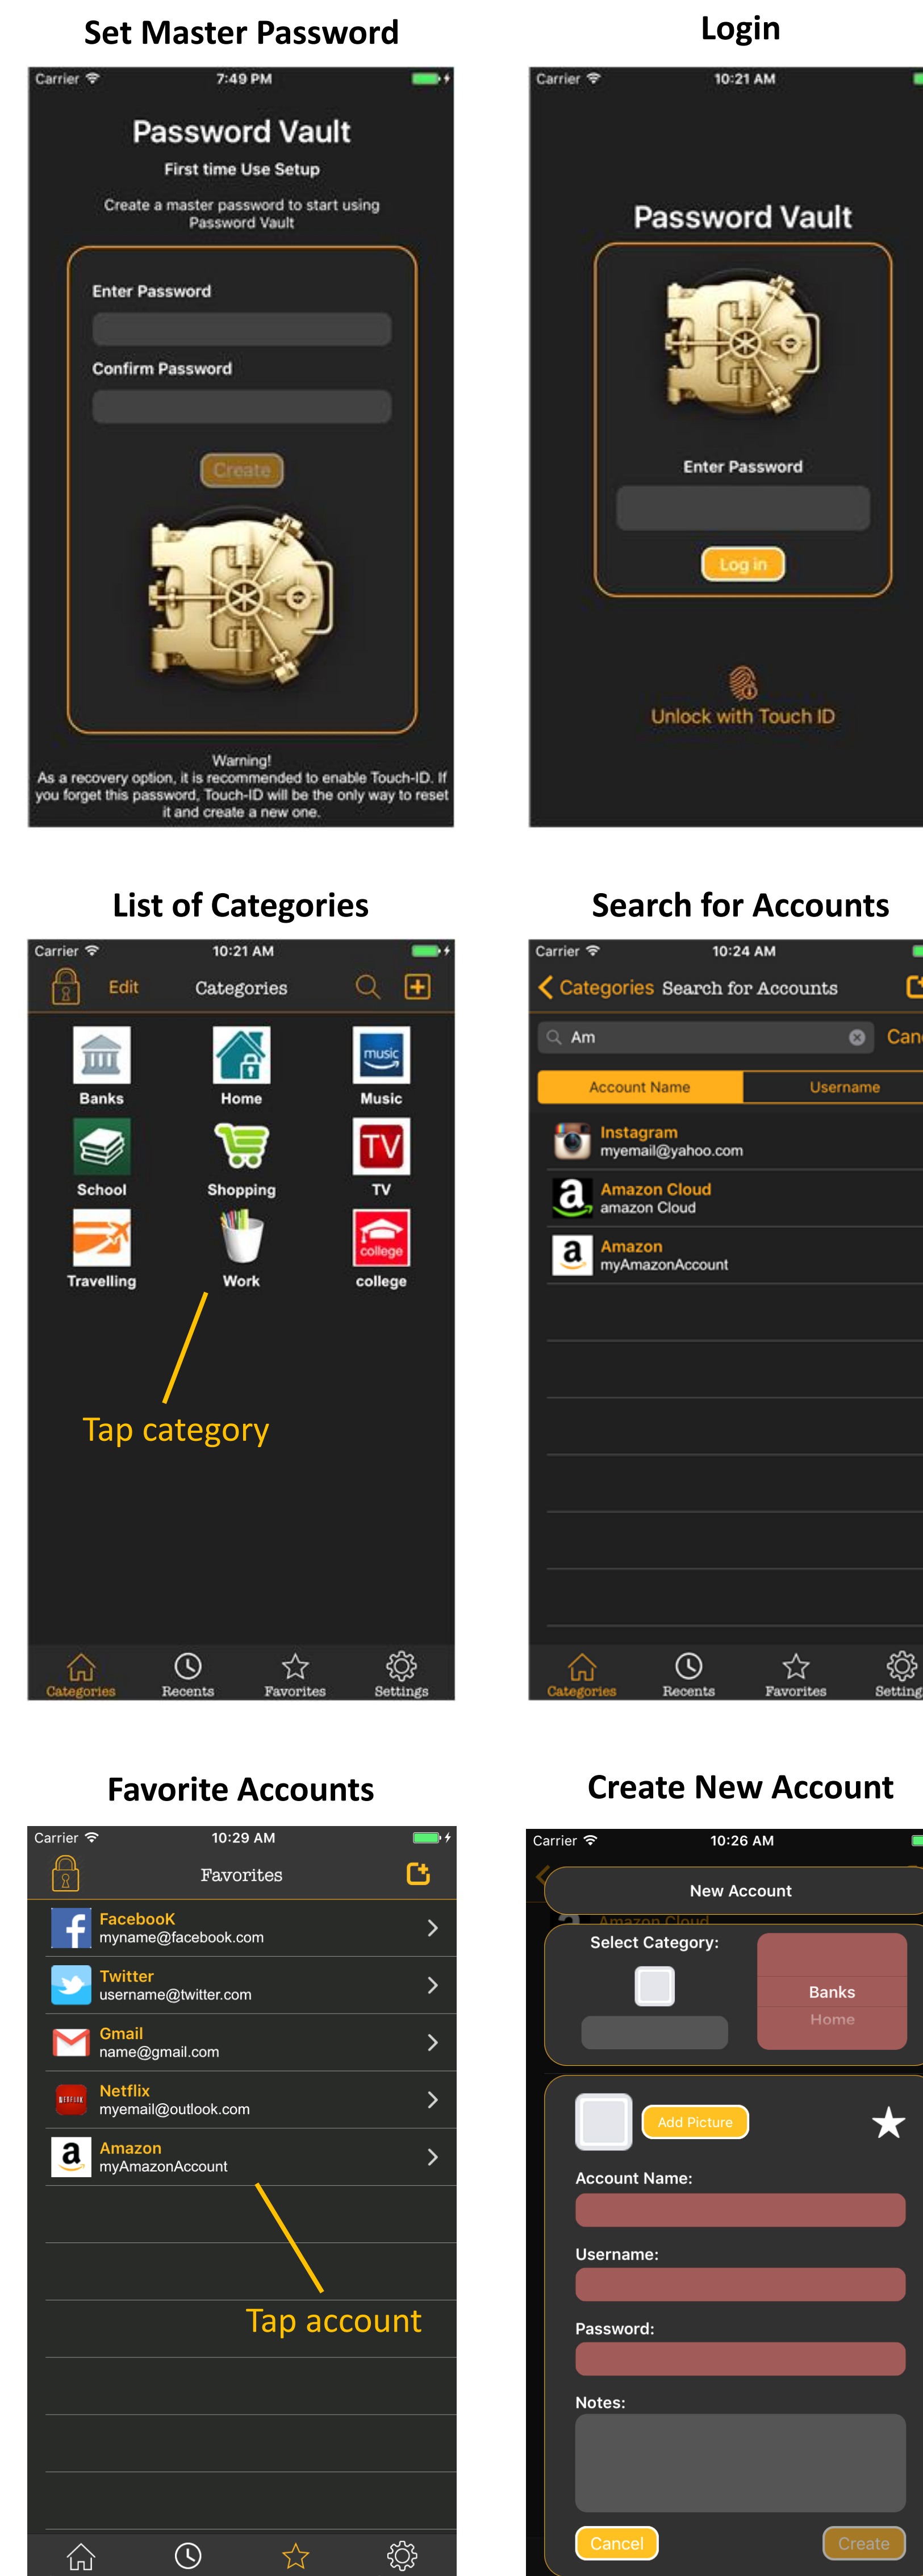 Set Master Password
Carrier 7:49 PM
Password Vault
First time Use Setup
Create a master password to start using
Password Vault
Enter Password
Confirm Password
Create
Warning!
As a recovery option, it is recommended to enable Touch-ID. If
you forget this password, Touch-ID will be the only way to reset
it and create a new one.
Login
Carrier 10:21 AM
Password Vault
Enter Password
Log in
Unlock with Touch ID
List of Categories
Carrier 10:21 AM
Edit Categories
Banks Home music Music
School Shopping TV TV
Travelling Work college college
Tap category
Categories Recents Favorites Settings
Search for Accounts
Carrier 10:24 AM
Categories Search for Accounts
Am
Account Name Username
Instagram
myemail@yahoo.com
a Amazon Cloud
amazon Cloud
a Amazon
myAmazonAccount
Categories Recents Favorites
Favorite Accounts
Carrier 10:29 AM
Favorites
f FacebooK
myname@facebook.com
Twitter
username@twitter.com
Gmail
name@gmail.com
NETFLIX Netflix
myemail@outlook.com
a Amazon
myAmazonAccount
Tap account
Create New Account
Carrier 10:26 AM
New Account
Amazon Cloud
Select Category:
Banks
Home
Add Picture
Account Name:
Username:
Password:
Notes:
Cancel Create